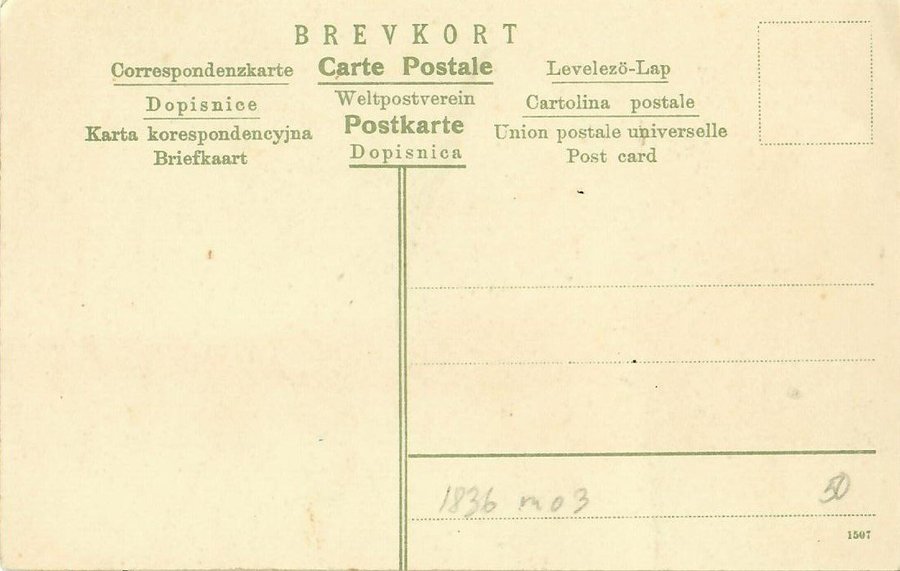 BREVKORT
Correspondenzkarte Carte Postale Levelezö-Lap
Dopisnice Weltpostverein Cartolina postale
Karta korespondencyjna Postkarte Union postale universelle
Briefkaart Dopisnica Post card
1836 mo3 50
1507